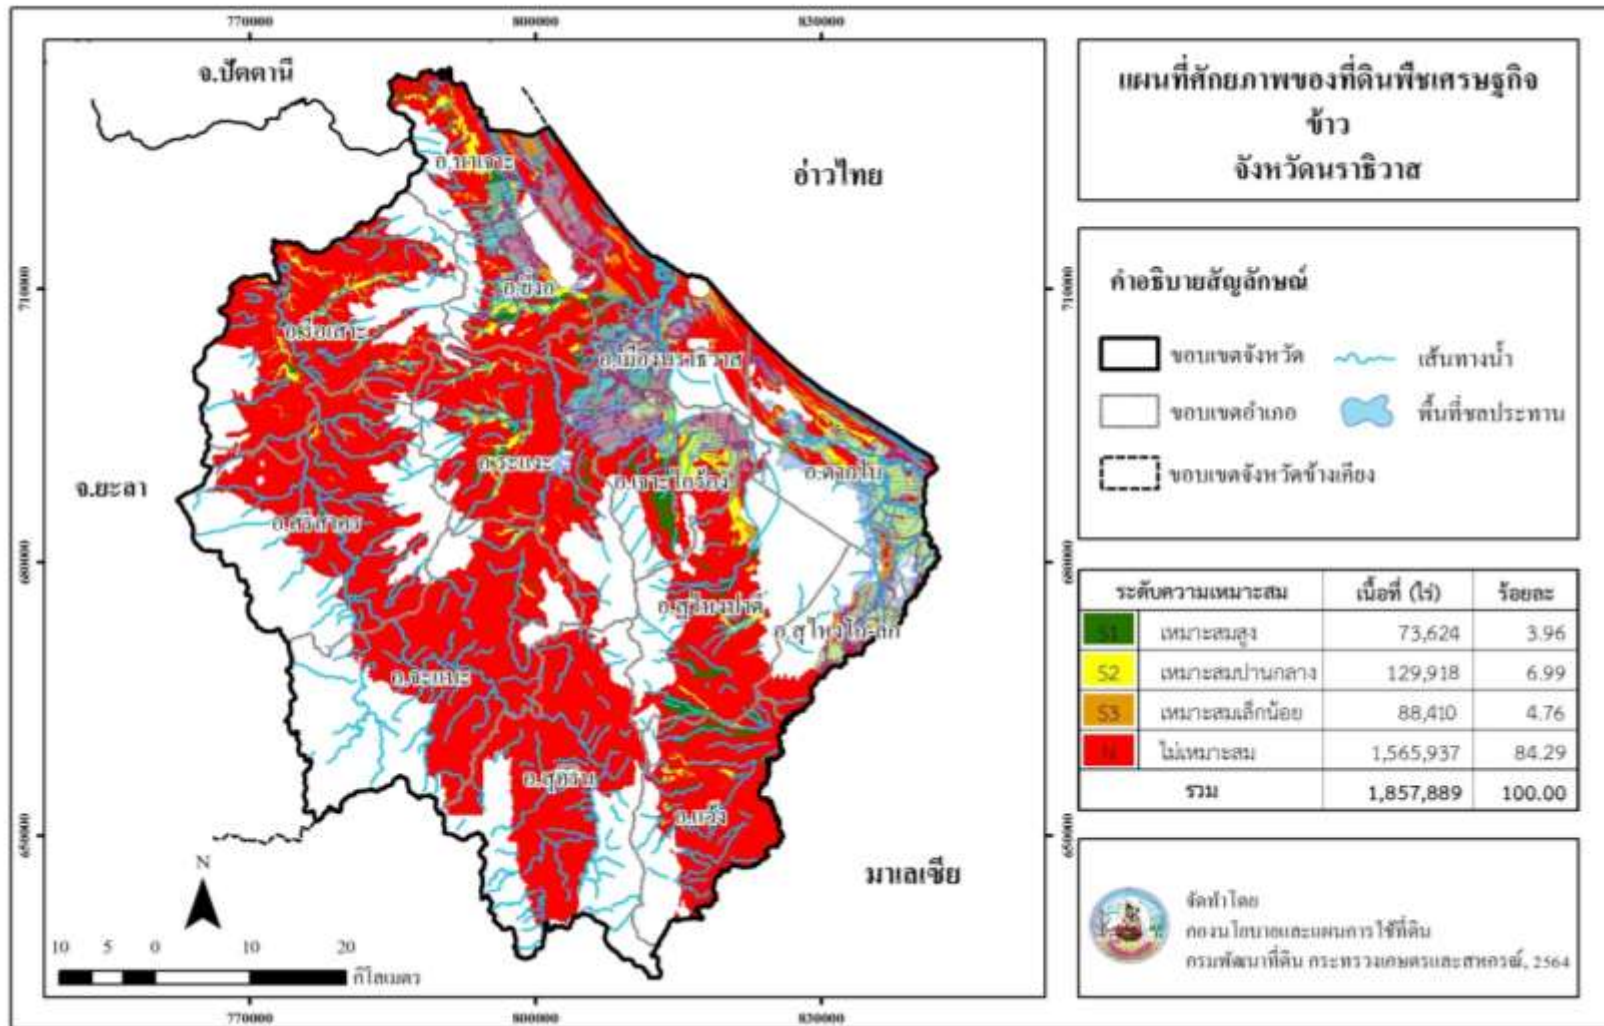 770000
800000
830000
จ.ปัตตานี
อ่าวไทย
อ.บาเจาะ
อ.ยี่งอ
710000
710000
อ.รือเสาะ
อ.เมืองนราธิวาส
อ.ระแงะ
อ.เจาะไอร้อง
อ.ตากใบ
จ.ยะลา
อ.ศรีสาคร
680000
680000
อ.สุไหงปาดี
อ.สุไหงโก-ลก
อ.จะแนะ
อ.สุคิริน
อ.แว้ง
650000
650000
มาเลเซีย
N
10 5 0 10 20
กิโลเมตร
770000
800000
830000
แผนที่ศักยภาพของที่ดินพืชเศรษฐกิจ
ข้าว
จังหวัดนราธิวาส
คำอธิบายสัญลักษณ์
ขอบเขตจังหวัด เส้นทางน้ำ
ขอบเขตอำเภอ พื้นที่ชลประทาน
ขอบเขตจังหวัดข้างเคียง
ระดับความเหมาะสม เนื้อที่ (ไร่) ร้อยละ
S1 เหมาะสมสูง 73,624 3.96
S2 เหมาะสมปานกลาง 129,918 6.99
S3 เหมาะสมเล็กน้อย 88,410 4.76
N ไม่เหมาะสม 1,565,937 84.29
รวม 1,857,889 100.00
จัดทำโดย
กองนโยบายและแผนการใช้ที่ดิน
กรมพัฒนาที่ดิน กระทรวงเกษตรและสหกรณ์, 2564